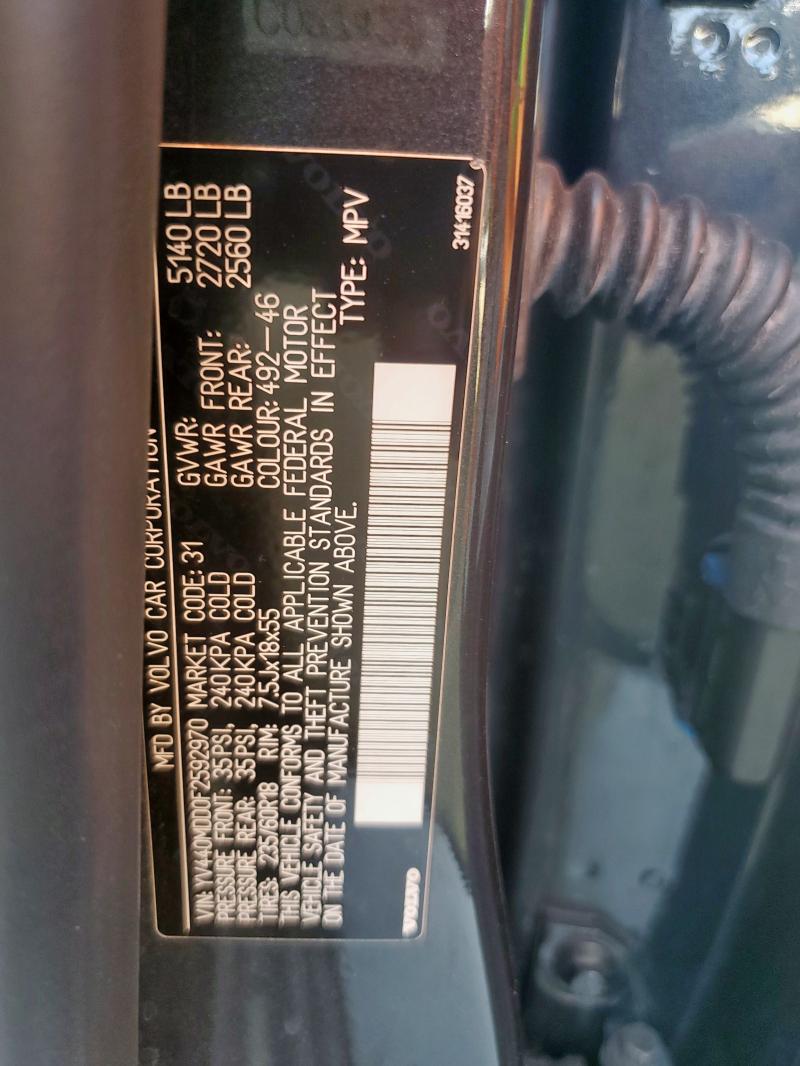 MFD BY VOLVO CAR CORPORATION
VIN: YV440MDD0F2592970 MARKET CODE: 31 GVWR: 5140 LB
PRESSURE FRONT: 35PSI, 240KPA COLD GAWR FRONT: 2720 LB
PRESSURE REAR: 35PSI, 240KPA COLD GAWR REAR: 2560 LB
TIRES: 235/60R18 RIM: 7.5Jx18x55 COLOUR: 492-46
THIS VEHICLE CONFORMS TO ALL APPLICABLE FEDERAL MOTOR
VEHICLE SAFETY AND THEFT PREVENTION STANDARDS IN EFFECT
ON THE DATE OF MANUFACTURE SHOWN ABOVE. TYPE: MPV
VOLVO 31416037